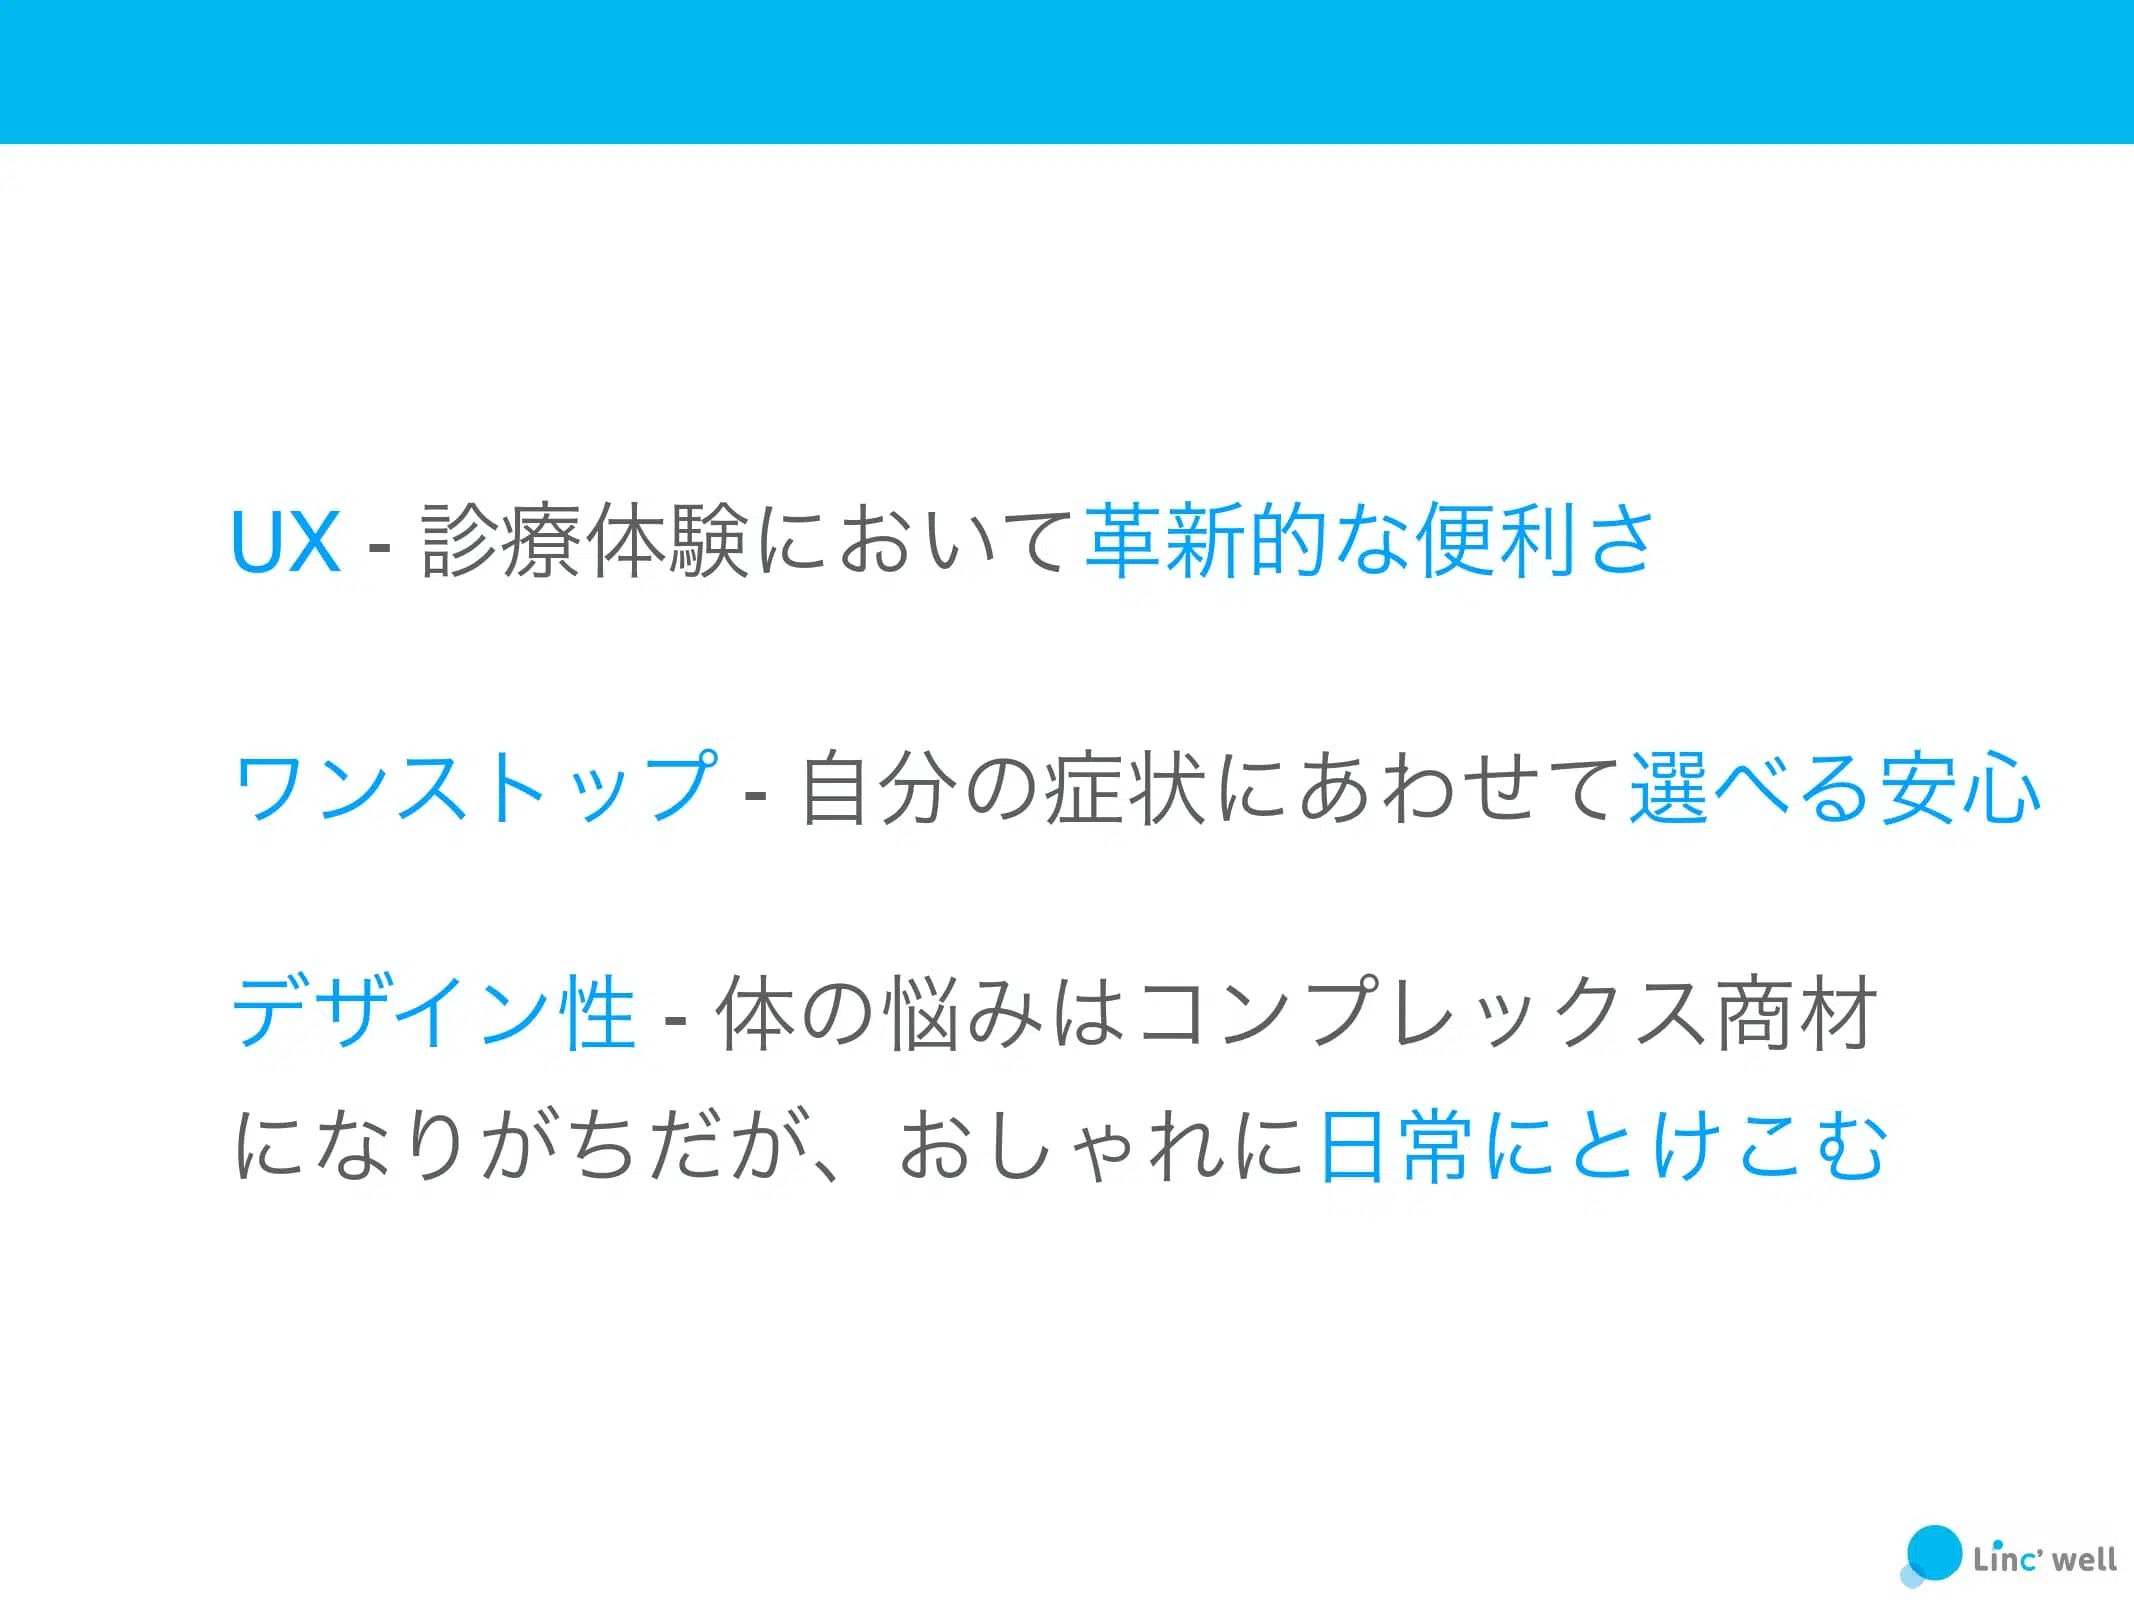 UX - 診療体験において革新的な便利さ
ワンストップ - 自分の症状にあわせて選べる安心
デザイン性 - 体の悩みはコンプレックス商材
になりがちだが、おしゃれに日常にとけこむ
Linc' well